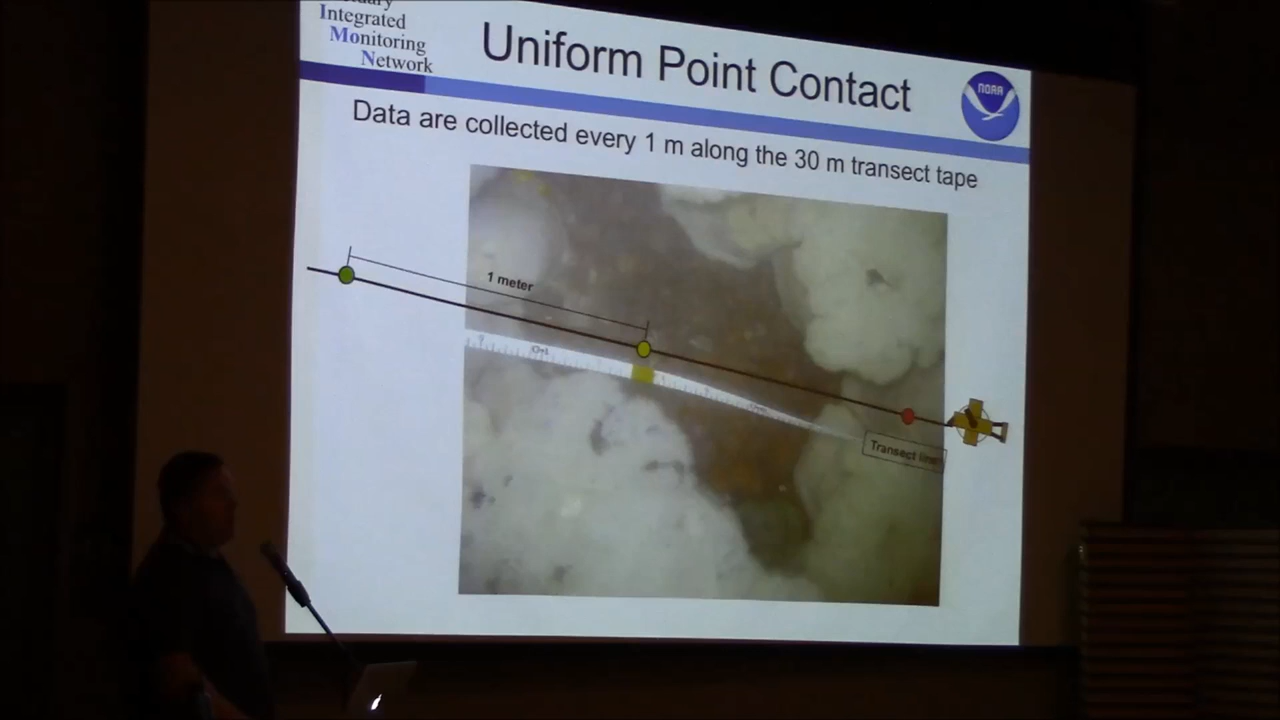 Integrated
Monitoring
Network
Uniform Point Contact
NOAA
Data are collected every 1 m along the 30 m transect tape
1 meter
Transect line